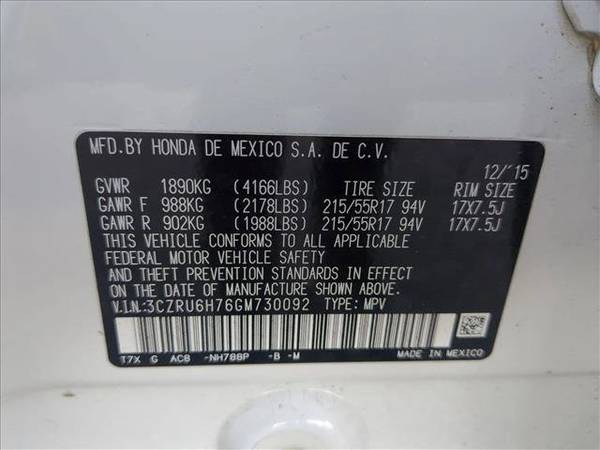 MFD.BY HONDA DE MEXICO S.A. DE C.V.
12/'15
GVWR 1890KG (4166LBS) TIRE SIZE RIM SIZE
GAWR F 988KG (2178LBS) 215/55R17 94V 17X7.5J
GAWR R 902KG (1988LBS) 215/55R17 94V 17X7.5J
THIS VEHICLE CONFORMS TO ALL APPLICABLE
FEDERAL MOTOR VEHICLE SAFETY
AND THEFT PREVENTION STANDARDS IN EFFECT
ON THE DATE OF MANUFACTURE SHOWN ABOVE.
V.I.N.:3CZRU6H76GM730092 TYPE: MPV
T7X G AC8 -NH788P -B -M MADE IN MEXICO